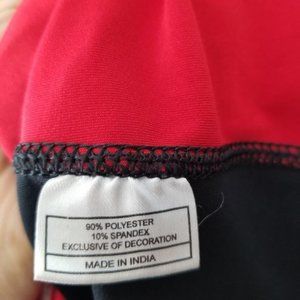 90% POLYESTER
10% SPANDEX
EXCLUSIVE OF DECORATION
MADE IN INDIA